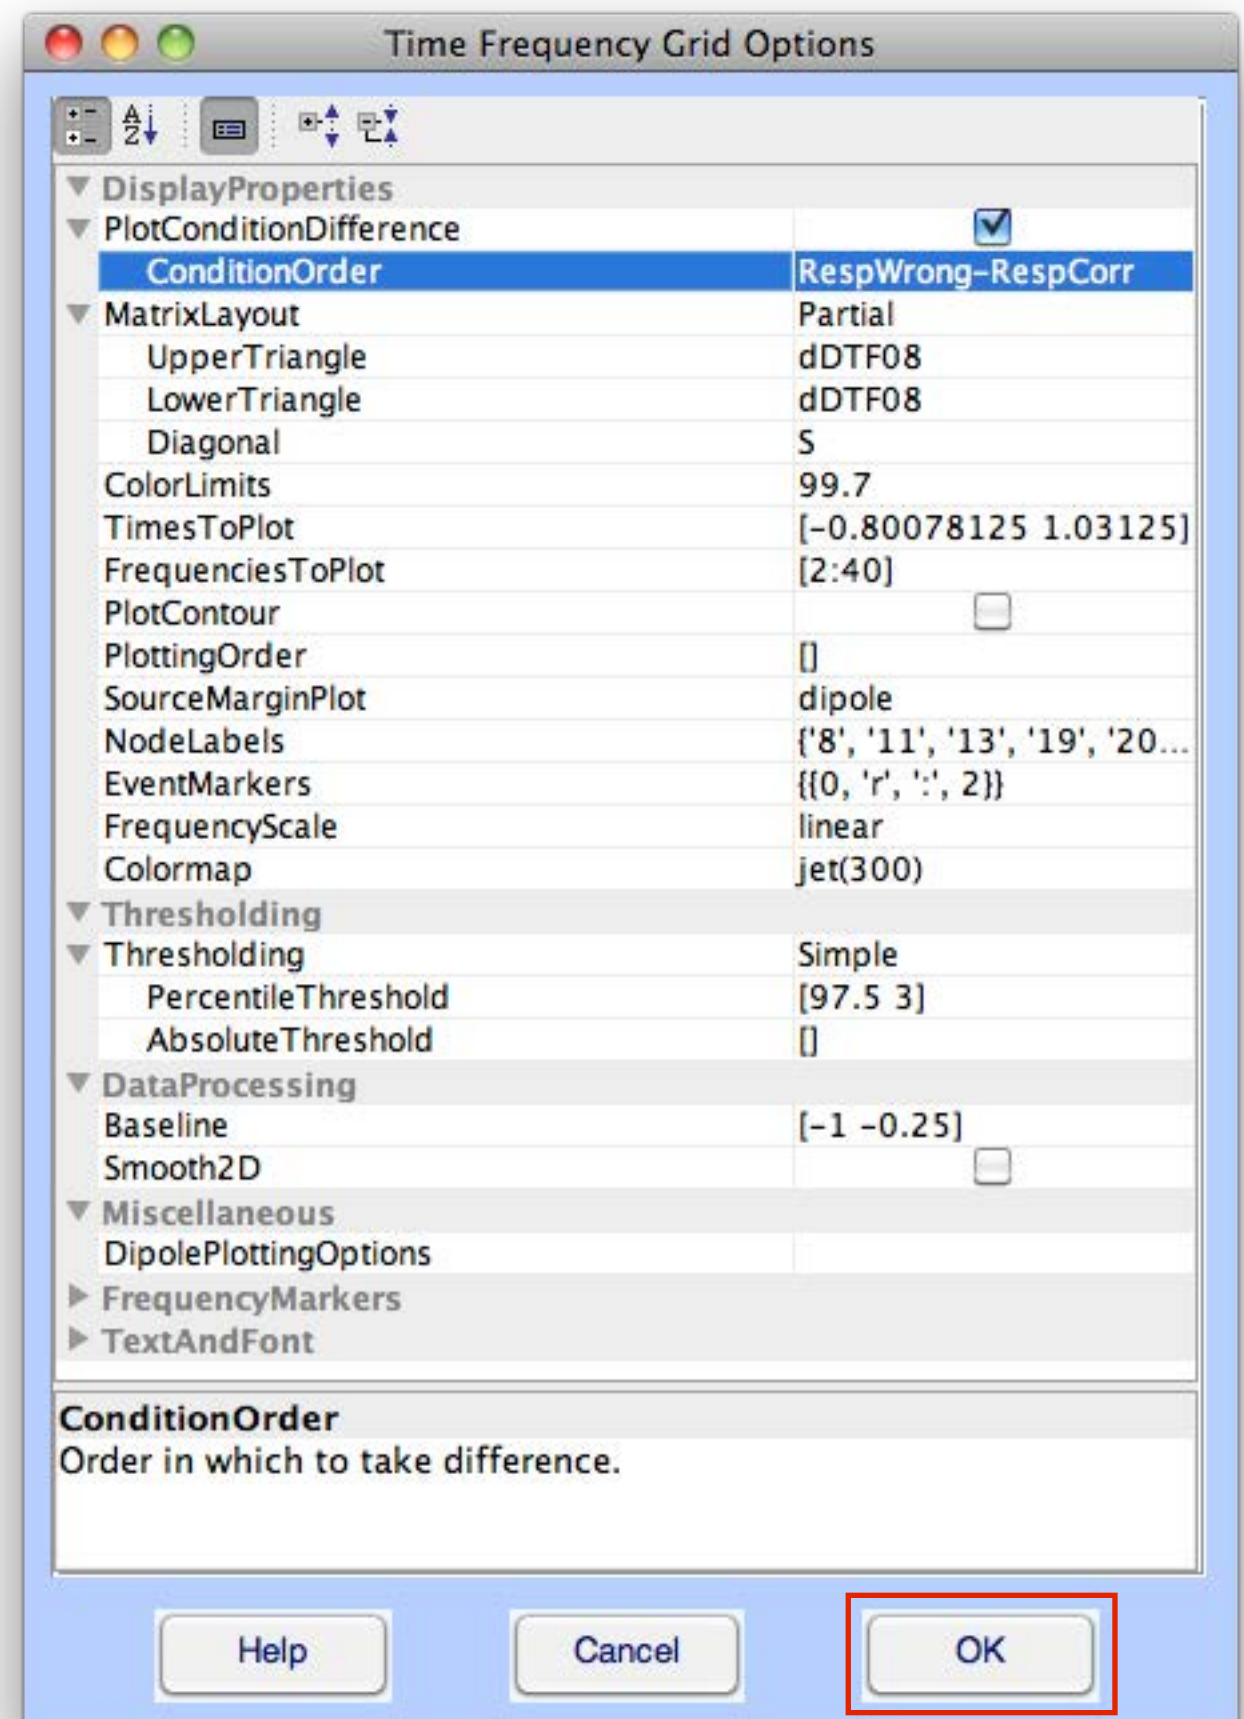 Time Frequency Grid Options
DisplayProperties
PlotConditionDifference
ConditionOrder RespWrong-RespCorr
MatrixLayout Partial
UpperTriangle dDTF08
LowerTriangle dDTF08
Diagonal S
ColorLimits 99.7
TimesToPlot [-0.80078125 1.03125]
FrequenciesToPlot [2:40]
PlotContour
PlottingOrder []
SourceMarginPlot dipole
NodeLabels {'8', '11', '13', '19', '20...
EventMarkers {{0, 'r', ':', 2}}
FrequencyScale linear
Colormap jet(300)
Thresholding
Thresholding Simple
PercentileThreshold [97.5 3]
AbsoluteThreshold []
DataProcessing
Baseline [-1 -0.25]
Smooth2D
Miscellaneous
DipolePlottingOptions
FrequencyMarkers
TextAndFont
ConditionOrder
Order in which to take difference.
Help Cancel OK